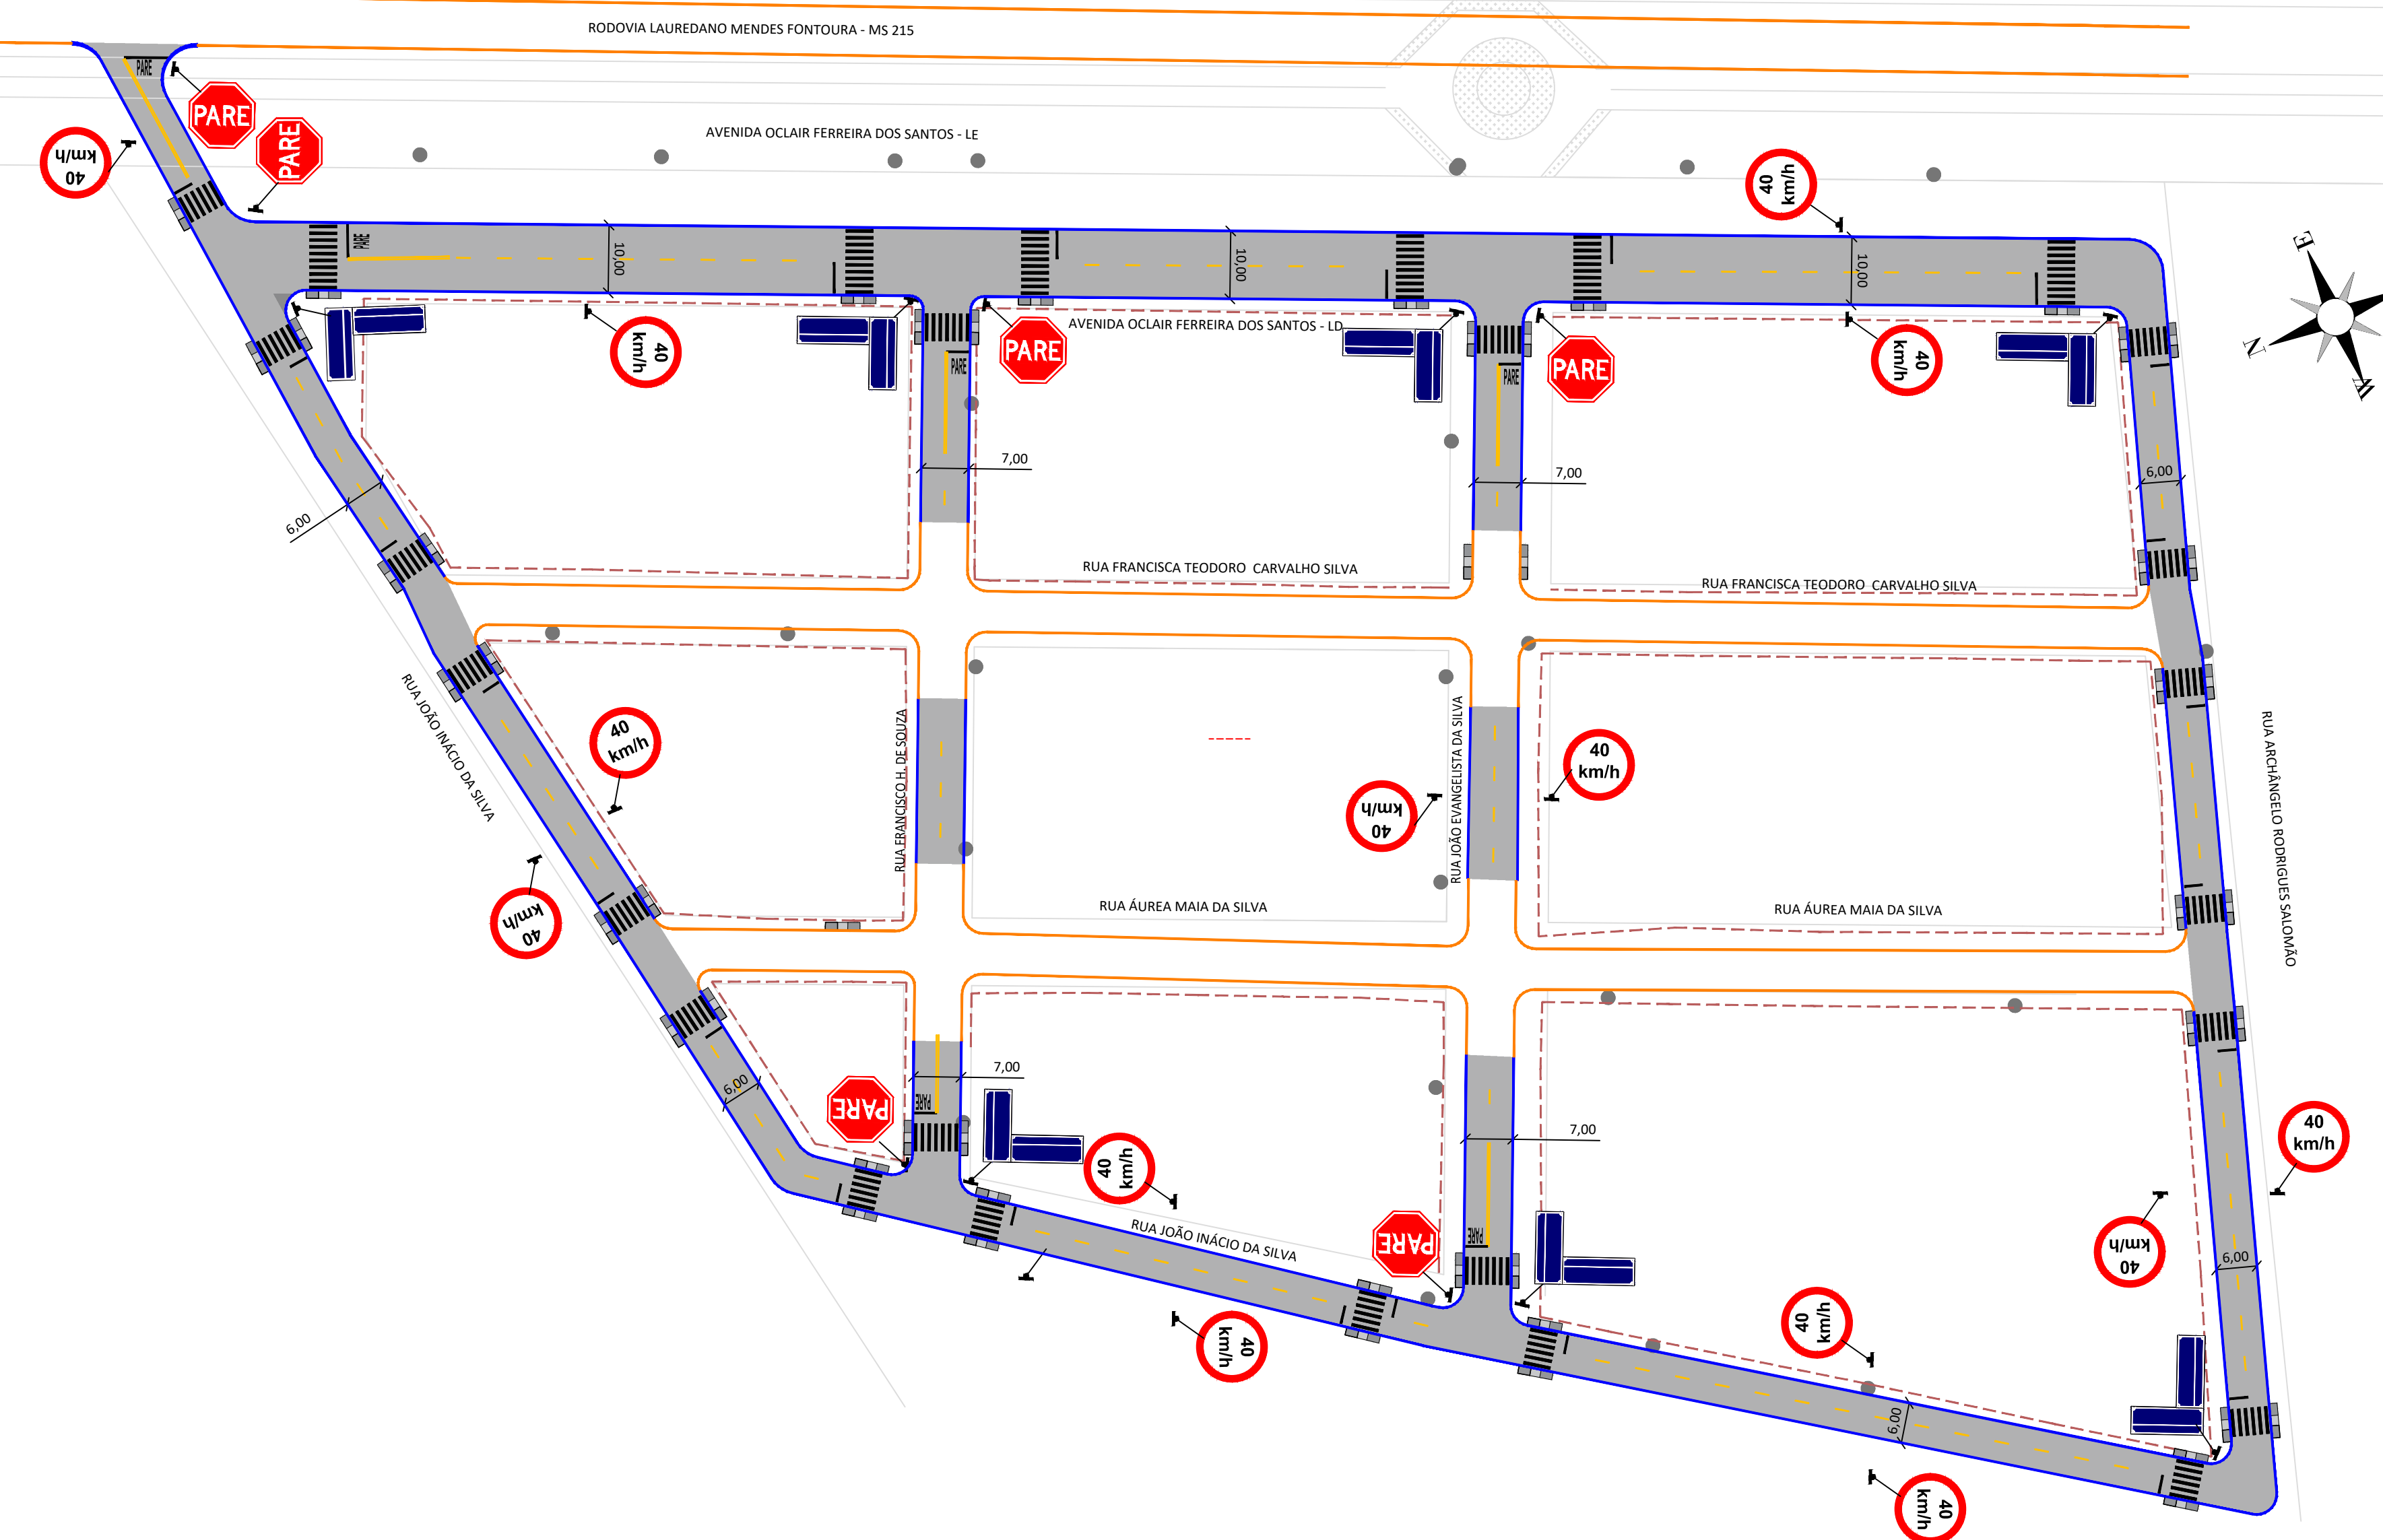 RODOVIA LAUREDANO MENDES FONTOURA - MS 215
PARE
PARE
AVENIDA OCLAIR FERREIRA DOS SANTOS - LE
PARE
40
km/h
40
km/h
PARE
10,00
10,00
10,00
AVENIDA OCLAIR FERREIRA DOS SANTOS - LD
40
km/h
PARE
PARE
PARE
PARE
40
km/h
E
N
W
7,00
7,00
6,00
6,00
RUA FRANCISCA TEODORO CARVALHO SILVA
RUA FRANCISCA TEODORO CARVALHO SILVA
RUA JOÃO INÁCIO DA SILVA
40
km/h
RUA FRANCISCO H. DE SOUZA
RUA JOÃO EVANGELISTA DA SILVA
40
km/h
40
km/h
RUA ARCHÂNGELO RODRIGUES SALOMÃO
40
km/h
RUA ÁUREA MAIA DA SILVA
RUA ÁUREA MAIA DA SILVA
6,00
PARE
PARE
7,00
7,00
40
km/h
40
km/h
RUA JOÃO INÁCIO DA SILVA
PARE
PARE
40
km/h
6,00
40
km/h
40
km/h
6,00
40
km/h